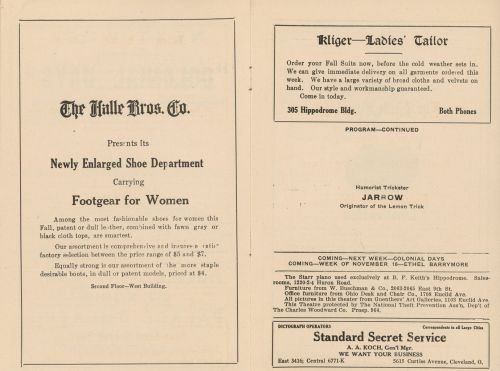 The Halle Bros. Co.
Presents Its
Newly Enlarged Shoe Department
Carrying
Footgear for Women
Among the most fashionable shoes for women this
Fall, patent or dull leather, combined with fawn gray or
black cloth tops, are smartest.
Our assortment is comprehensive and insures a satis-
factory selection between the price range of $5 and $7.
Equally strong is our assortment of the more staple
desirable boots, in dull or patent models, priced at $4.
Second Floor—West Building.
Kliger—Ladies' Tailor
Order your Fall Suits now, before the cold weather sets in.
We can give immediate delivery on all garments ordered this
week. We have a large variety of broad cloths and velvets on
hand. Our style and workmanship guaranteed.
Come in today.
305 Hippodrome Bldg. Both Phones
PROGRAM—CONTINUED
Humorist Trickster
JARROW
Originator of the Lemon Trick
COMING—NEXT WEEK—COLONIAL DAYS
COMING—WEEK OF NOVEMBER 16—ETHEL BARRYMORE
The Starr piano used exclusively at B. F. Keith's Hippodrome. Sales-
rooms, 1220-24 Huron Road.
Furniture from W. Buschman & Co., 2063-2065 East 9th St.
Office furniture from Ohio Desk and Chair Co., 1708 Euclid Ave.
All pictures in this theater from Guenthers' Art Galleries, 1103 Euclid Ave.
This Theatre protected by The National Theft Prevention Ass'n, Dep't of
The Charles Woodward Co. Prosp. 964.
DICTOGRAPH OPERATORS Correspondents in all Large Cities
Standard Secret Service
A. A. KOCH, Gen'l Mgr.
WE WANT YOUR BUSINESS
East 3436; Central 6771-K 5615 Curtiss Avenue, Cleveland, O.